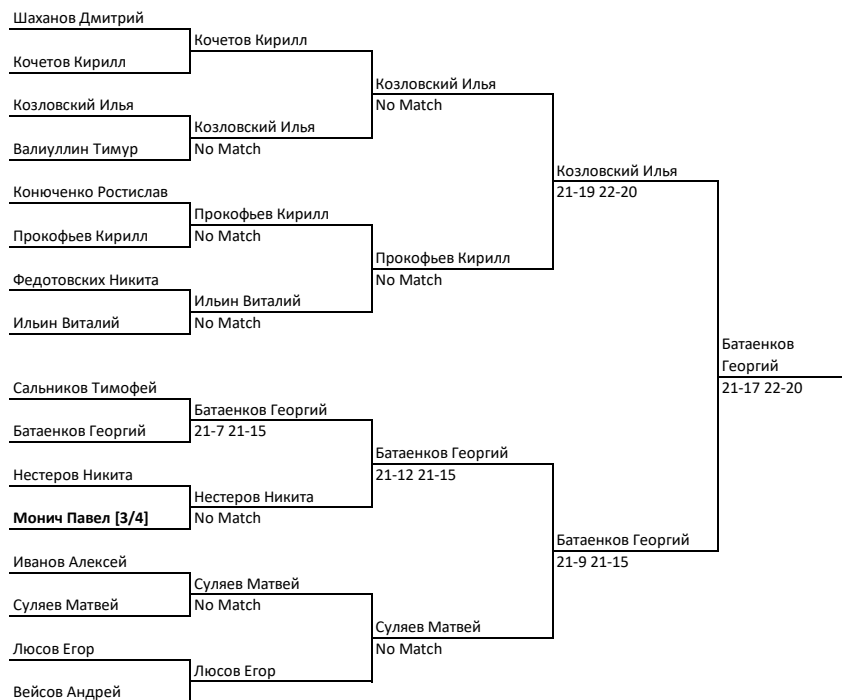 Шаханов Дмитрий
Кочетов Кирилл
Кочетов Кирилл
Козловский Илья
No Match
Козловский Илья
Козловский Илья
No Match
Валиуллин Тимур
Козловский Илья
21-19 22-20
Конюченко Ростислав
Прокофьев Кирилл
No Match
Прокофьев Кирилл
Прокофьев Кирилл
No Match
Федотовских Никита
Ильин Виталий
No Match
Ильин Виталий
Батаенков
Георгий
21-17 22-20
Сальников Тимофей
Батаенков Георгий
21-7 21-15
Батаенков Георгий
Батаенков Георгий
21-12 21-15
Нестеров Никита
Нестеров Никита
No Match
Монич Павел [3/4]
Батаенков Георгий
21-9 21-15
Иванов Алексей
Суляев Матвей
No Match
Суляев Матвей
Суляев Матвей
No Match
Люсов Егор
Люсов Егор
Вейсов Андрей